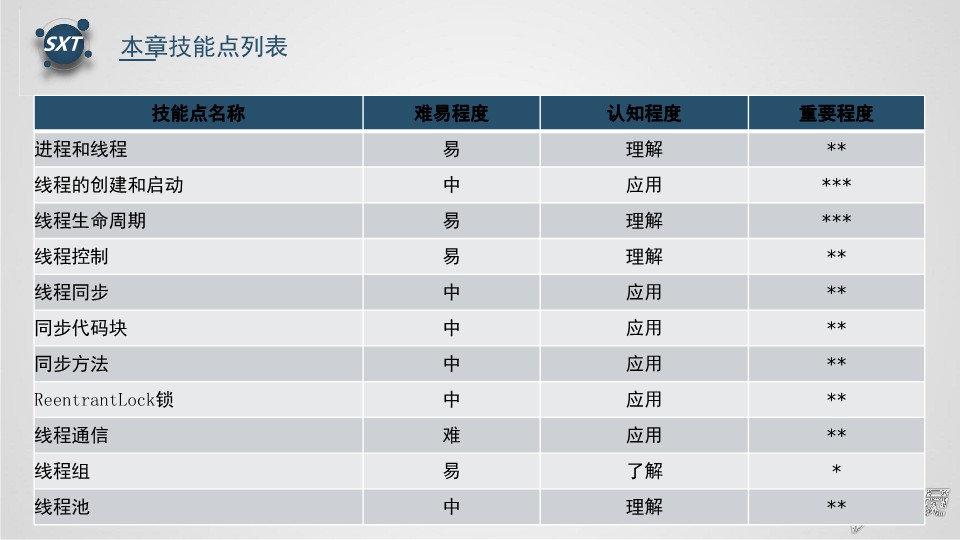 SXT
本章技能点列表
技能点名称 难易程度 认知程度 重要程度
进程和线程 易 理解 **
线程的创建和启动 中 应用 ***
线程生命周期 易 理解 ***
线程控制 易 理解 **
线程同步 中 应用 **
同步代码块 中 应用 **
同步方法 中 应用 **
ReentrantLock锁 中 应用 **
线程通信 难 应用 **
线程组 易 了解 *
线程池 中 理解 **